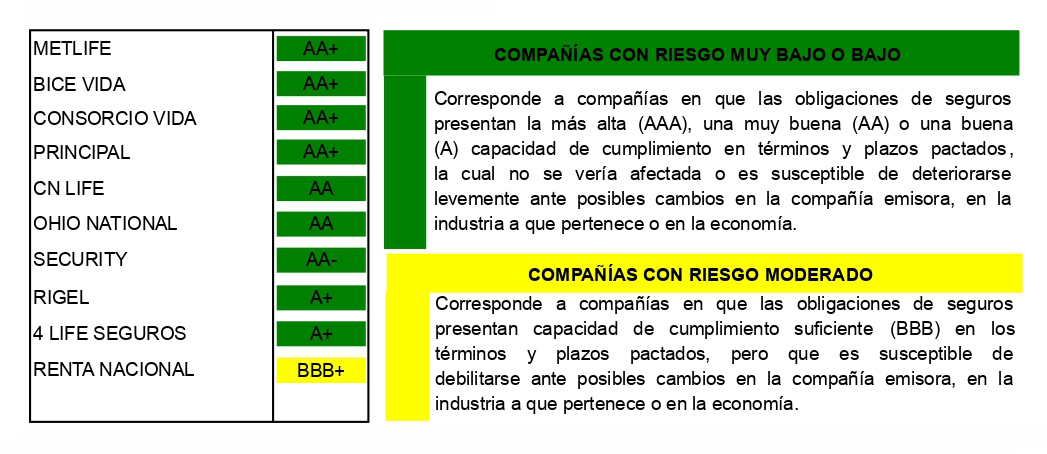 METLIFE AA+
BICE VIDA AA+
CONSORCIO VIDA AA+
PRINCIPAL AA+
CN LIFE AA
OHIO NATIONAL AA
SECURITY AA-
RIGEL A+
4 LIFE SEGUROS A+
RENTA NACIONAL BBB+
COMPAÑÍAS CON RIESGO MUY BAJO O BAJO
Corresponde a compañías en que las obligaciones de seguros
presentan la más alta (AAA), una muy buena (AA) o una buena
(A) capacidad de cumplimiento en términos y plazos pactados,
la cual no se vería afectada o es susceptible de deteriorarse
levemente ante posibles cambios en la compañía emisora, en la
industria a que pertenece o en la economía.
COMPAÑÍAS CON RIESGO MODERADO
Corresponde a compañías en que las obligaciones de seguros
presentan capacidad de cumplimiento suficiente (BBB) en los
términos y plazos pactados, pero que es susceptible de
debilitarse ante posibles cambios en la compañía emisora, en la
industria a que pertenece o en la economía.